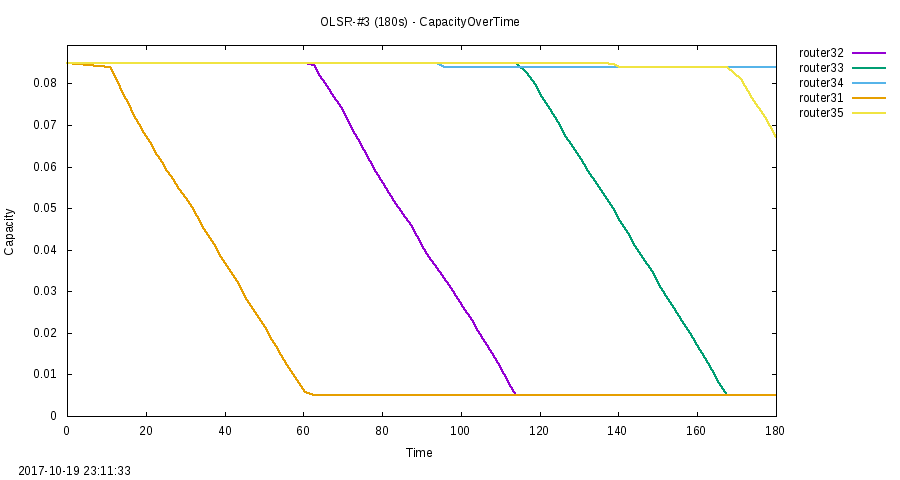 OLSR-#3 (180s) - CapacityOverTime
router32
router33
router34
router31
router35
0.08
0.07
0.06
0.05
0.04
0.03
0.02
0.01
0
Capacity
0 20 40 60 80 100 120 140 160 180
Time
2017-10-19 23:11:33